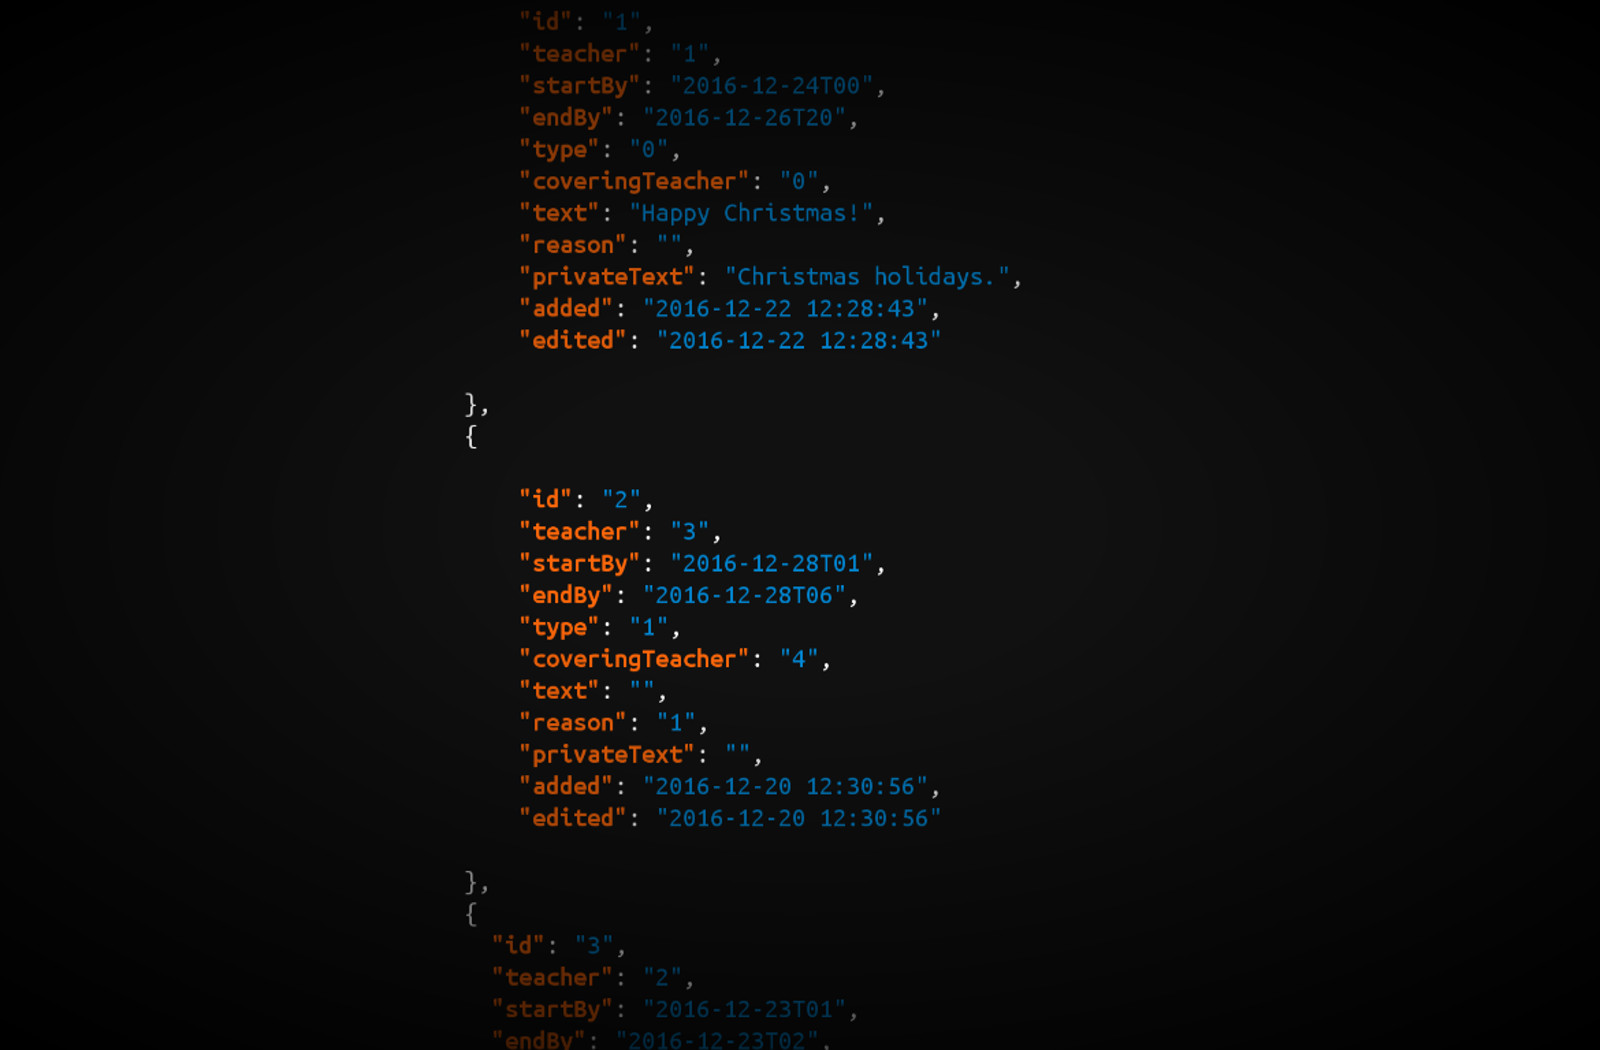 "id": "1",
"teacher": "1",
"startBy": "2016-12-24T00",
"endBy": "2016-12-26T20",
"type": "0",
"coveringTeacher": "0",
"text": "Happy Christmas!",
"reason": "",
"privateText": "Christmas holidays.",
"added": "2016-12-22 12:28:43",
"edited": "2016-12-22 12:28:43"
},
{
"id": "2",
"teacher": "3",
"startBy": "2016-12-28T01",
"endBy": "2016-12-28T06",
"type": "1",
"coveringTeacher": "4",
"text": "",
"reason": "1",
"privateText": "",
"added": "2016-12-20 12:30:56",
"edited": "2016-12-20 12:30:56"
},
{
"id": "3",
"teacher": "2",
"startBy": "2016-12-23T01",
"endBy": "2016-12-23T02",